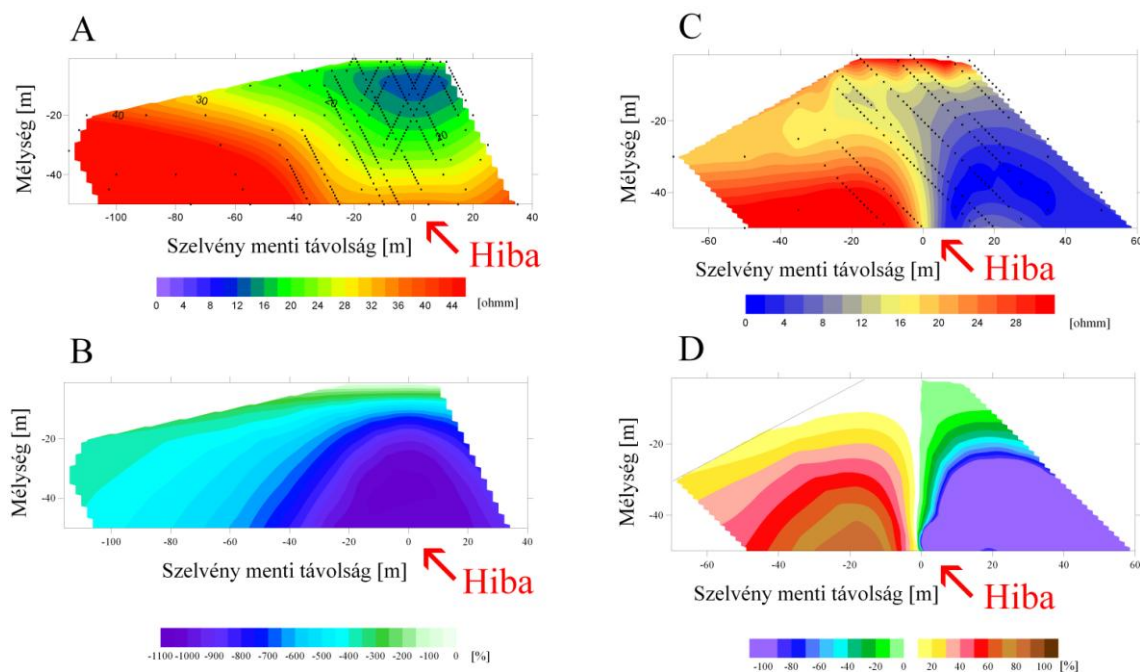 A
Mélység [m]
-20
-40
40
30
20
20
-100 -80 -60 -40 -20 0 20 40
Szelvény menti távolság [m]
Hiba
0 4 8 12 16 20 24 28 32 36 40 44
[ohmm]
B
Mélység [m]
-20
-40
-100 -80 -60 -40 -20 0 20 40
Szelvény menti távolság [m]
Hiba
-1100 -1000 -900 -800 -700 -600 -500 -400 -300 -200 -100 0
[%]
C
Mélység [m]
-20
-40
-60 -40 -20 0 20 40 60
Szelvény menti távolság [m]
Hiba
0 4 8 12 16 20 24 28
[ohmm]
D
Mélység [m]
-20
-40
-60 -40 -20 0 20 40 60
Szelvény menti távolság [m]
Hiba
-100 -80 -60 -40 -20 0 20 40 60 80 100
[%]